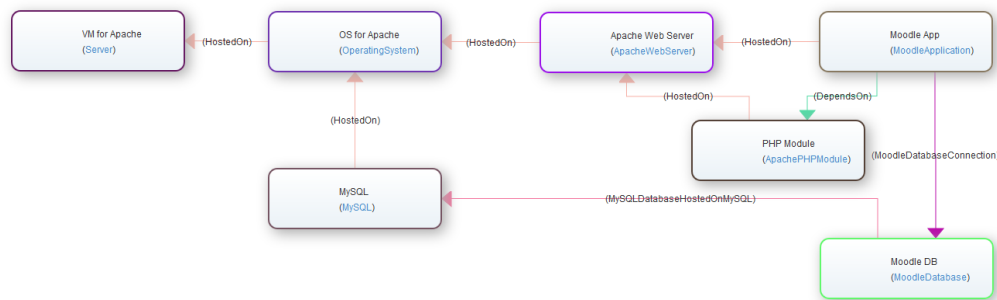 VM for Apache
(Server)
(HostedOn)
OS for Apache
(OperatingSystem)
(HostedOn)
Apache Web Server
(ApacheWebServer)
(HostedOn)
Moodle App
(MoodleApplication)
(HostedOn)
(DependsOn)
(HostedOn)
PHP Module
(ApachePHPModule)
(MoodleDatabaseConnection)
MySQL
(MySQL)
(MySQLDatabaseHostedOnMySQL)
Moodle DB
(MoodleDatabase)